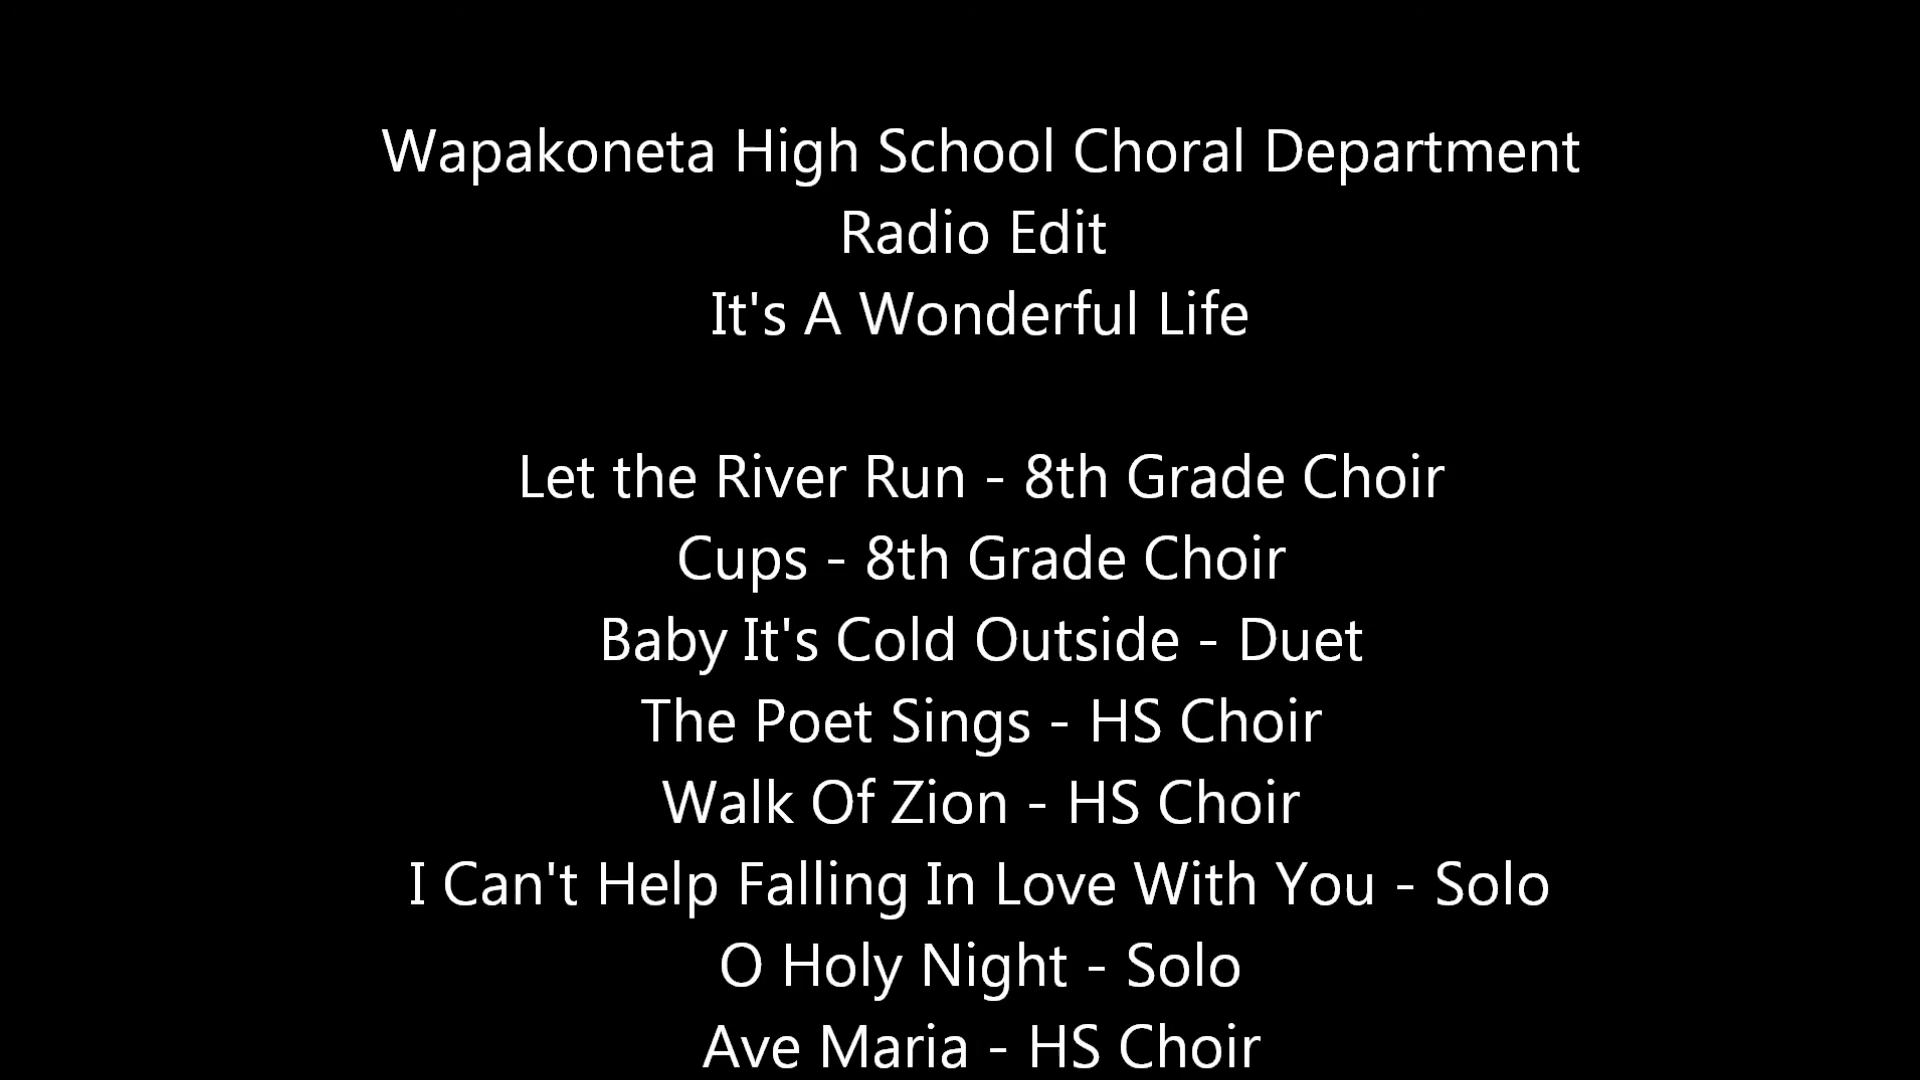 Wapakoneta High School Choral Department
Radio Edit
It's A Wonderful Life
Let the River Run - 8th Grade Choir
Cups - 8th Grade Choir
Baby It's Cold Outside - Duet
The Poet Sings - HS Choir
Walk Of Zion - HS Choir
I Can't Help Falling In Love With You - Solo
O Holy Night - Solo
Ave Maria - HS Choir